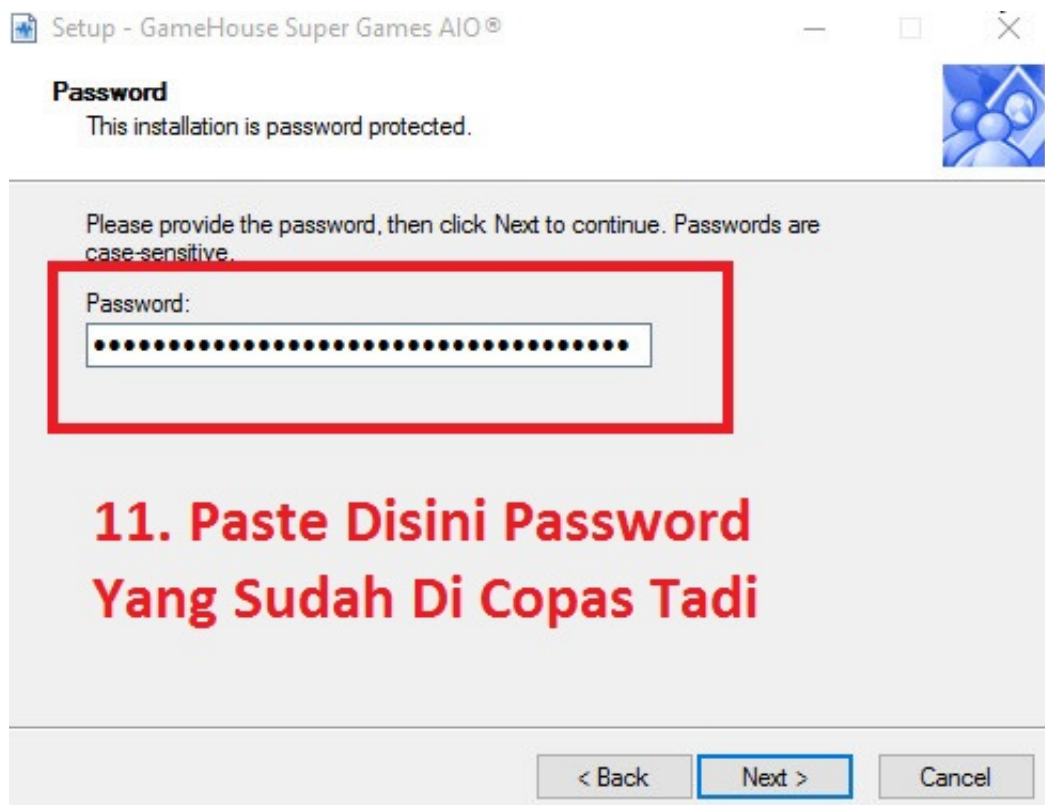 Setup - GameHouse Super Games AIO®
Password
This installation is password protected.
Please provide the password, then click Next to continue. Passwords are
case-sensitive.
Password:
11. Paste Disini Password
Yang Sudah Di Copas Tadi
< Back Next > Cancel